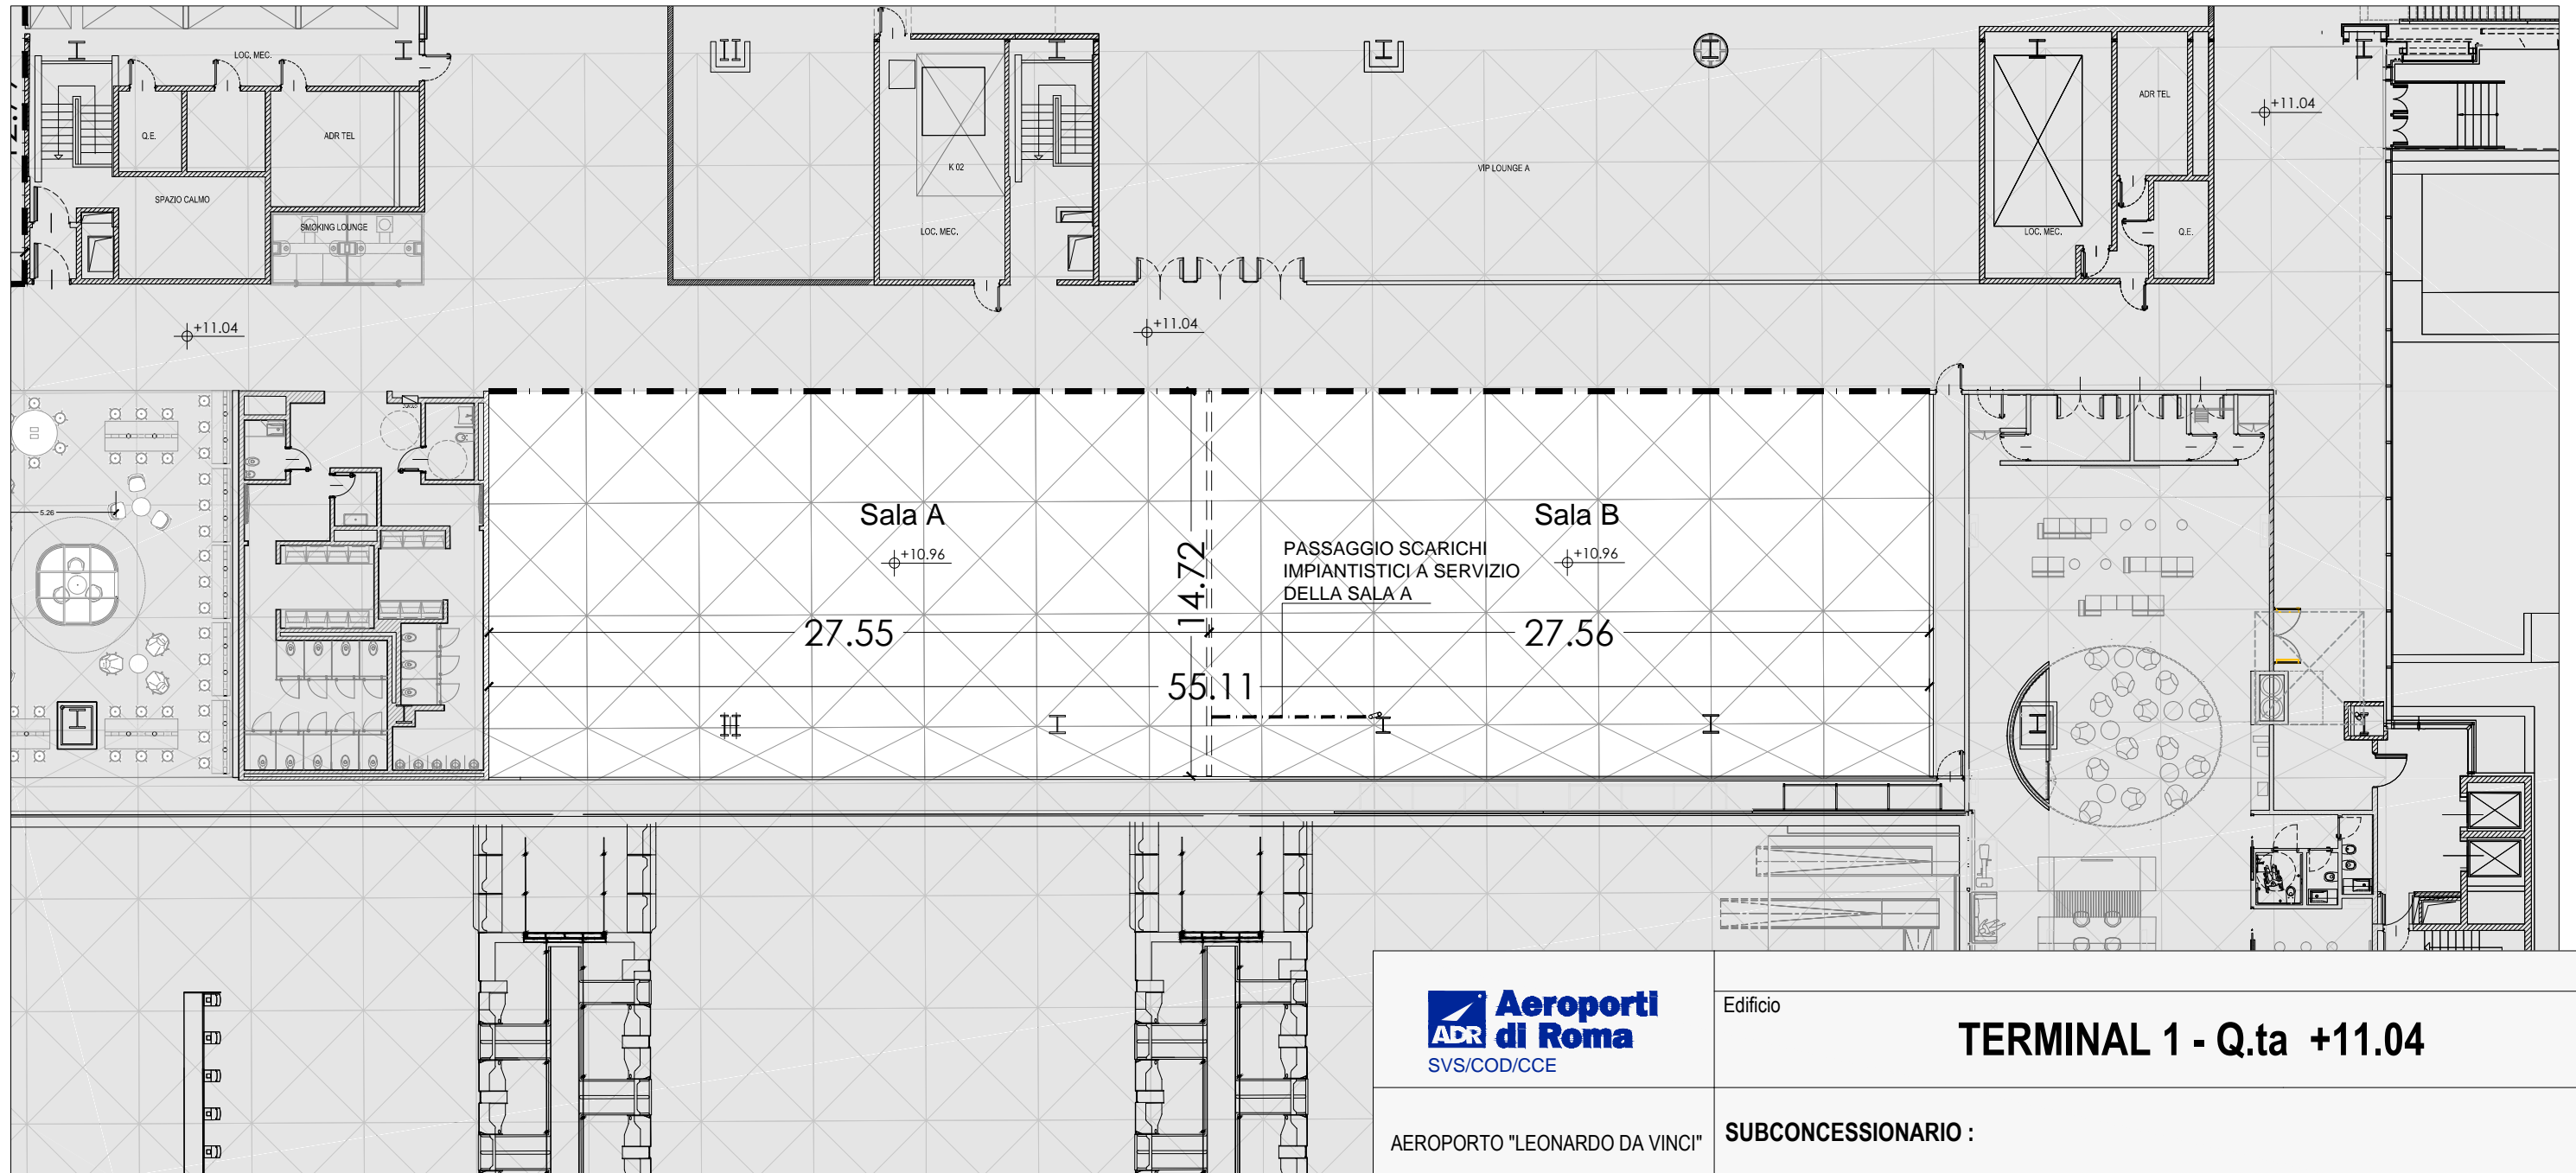 LOC. MEC.
Q.E.
ADR TEL
K 02
VIP LOUNGE A
ADR TEL
+11.04
SPAZIO CALMO
SMOKING LOUNGE
LOC. MEC.
LOC. MEC.
Q.E.
+11.04
+11.04
5.26
Sala A
+10.96
Sala B
+10.96
14.72
PASSAGGIO SCARICHI
IMPIANTISTICI A SERVIZIO
DELLA SALA A
27.55
27.56
55.11
ADR
Aeroporti
di Roma
SVS/COD/CCE
Edificio
TERMINAL 1 - Q.ta +11.04
AEROPORTO "LEONARDO DA VINCI"
SUBCONCESSIONARIO :